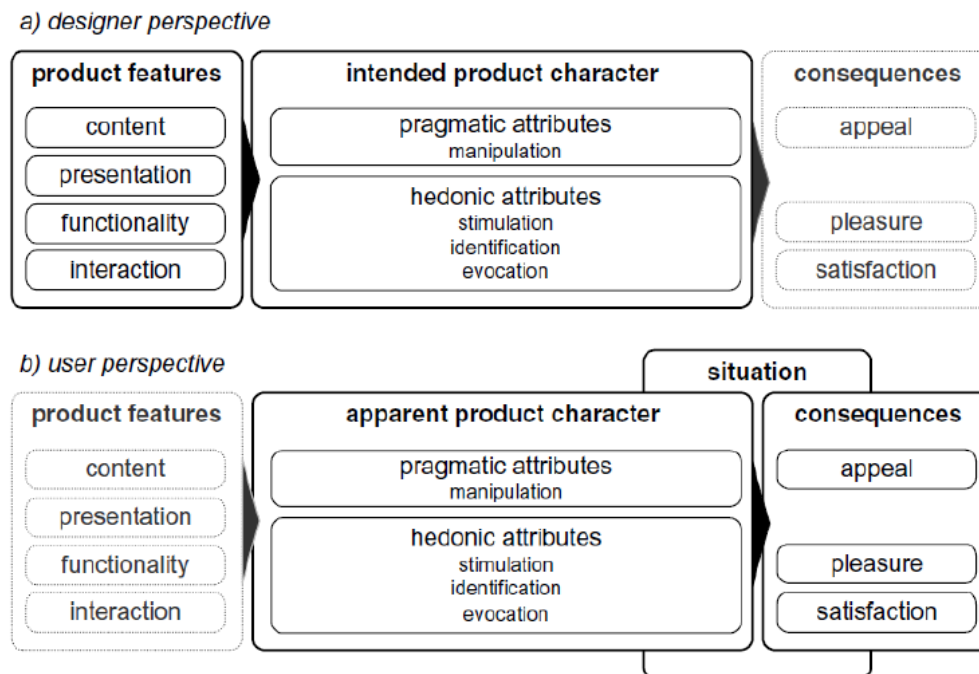 a) designer perspective
product features
content
presentation
functionality
interaction
intended product character
pragmatic attributes
manipulation
hedonic attributes
stimulation
identification
evocation
consequences
appeal
pleasure
satisfaction
b) user perspective
situation
product features
content
presentation
functionality
interaction
apparent product character
pragmatic attributes
manipulation
hedonic attributes
stimulation
identification
evocation
consequences
appeal
pleasure
satisfaction